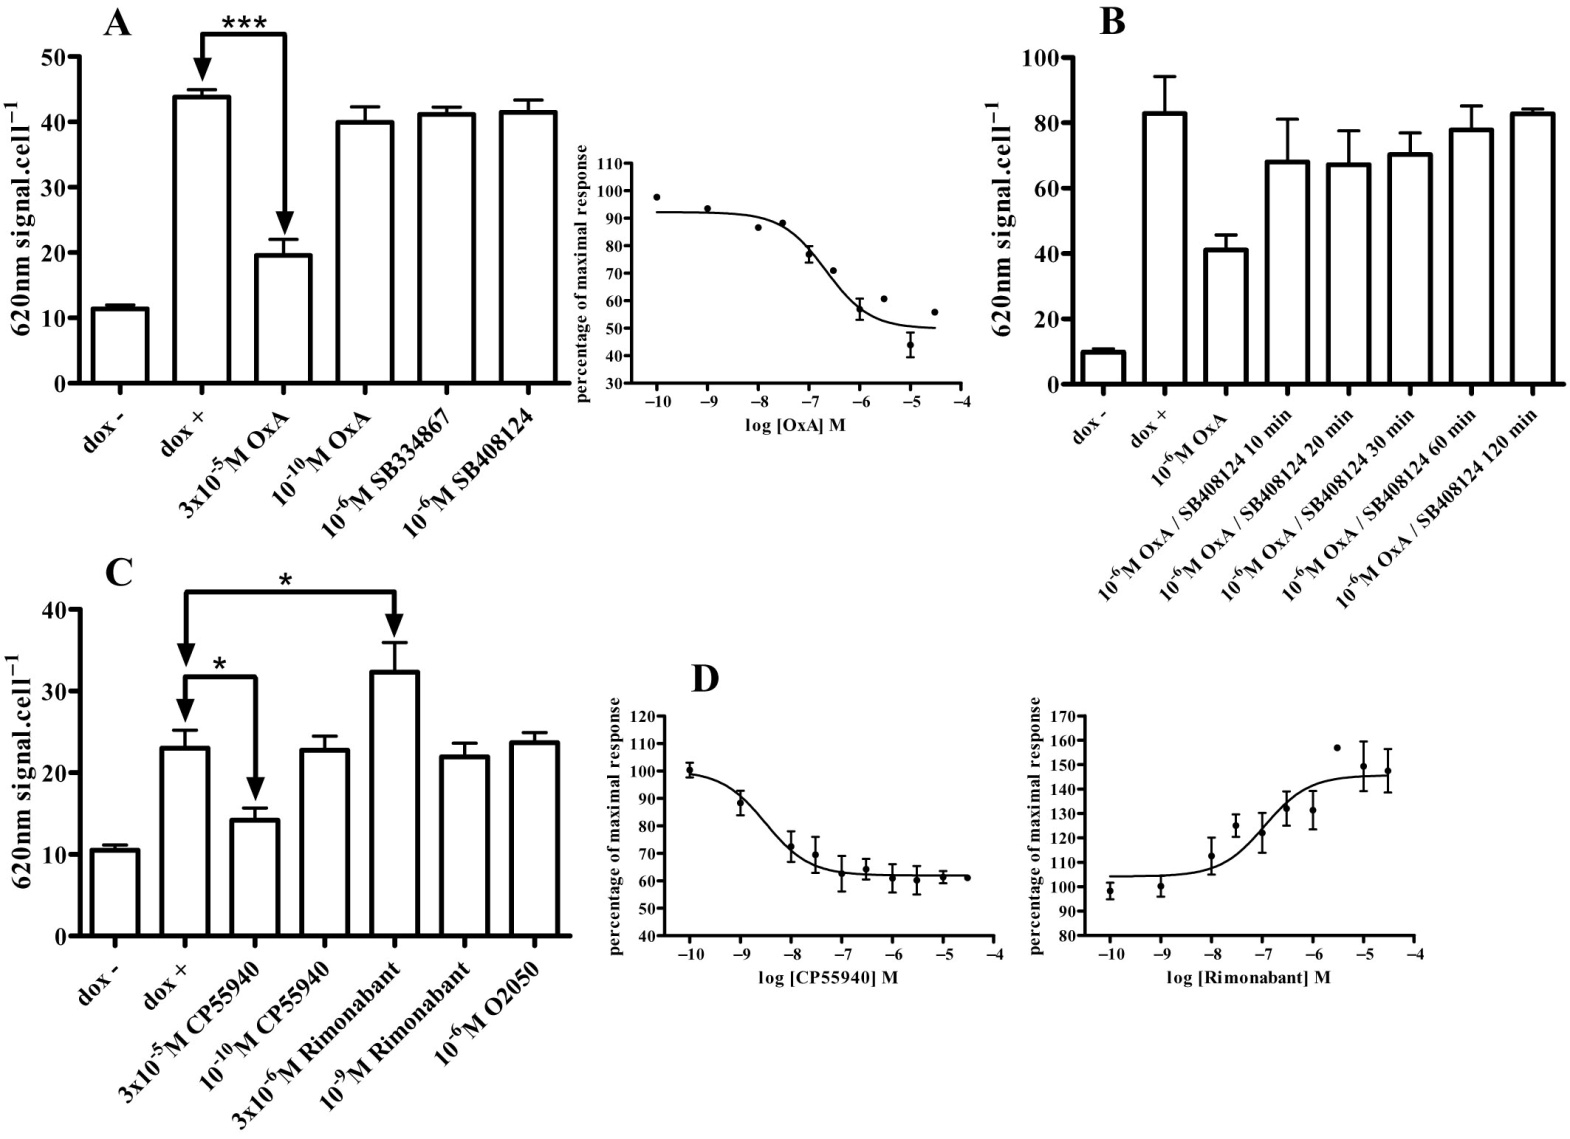 A
***
620nm signal.cell⁻¹
50
40
30
20
10
0
dox -
dox +
3x10⁻⁵M OxA
10⁻¹⁰M OxA
10⁻⁶M SB334867
10⁻⁶M SB408124
percentage of maximal response
110
100
90
80
70
60
50
40
30
−10 −9 −8 −7 −6 −5 −4
log [OxA] M
B
620nm signal.cell⁻¹
100
80
60
40
20
0
dox -
dox +
10⁻⁶M OxA
10⁻⁶M OxA / SB408124 10 min
10⁻⁶M OxA / SB408124 20 min
10⁻⁶M OxA / SB408124 30 min
10⁻⁶M OxA / SB408124 60 min
10⁻⁶M OxA / SB408124 120 min
C
*
*
620nm signal.cell⁻¹
40
30
20
10
0
dox -
dox +
3x10⁻⁵M CP55940
10⁻¹⁰M CP55940
3x10⁻⁶M Rimonabant
10⁻⁹M Rimonabant
10⁻⁶M O2050
D
percentage of maximal response
120
110
100
90
80
70
60
50
40
−10 −9 −8 −7 −6 −5 −4
log [CP55940] M
percentage of maximal response
170
160
150
140
130
120
110
100
90
80
−10 −9 −8 −7 −6 −5 −4
log [Rimonabant] M